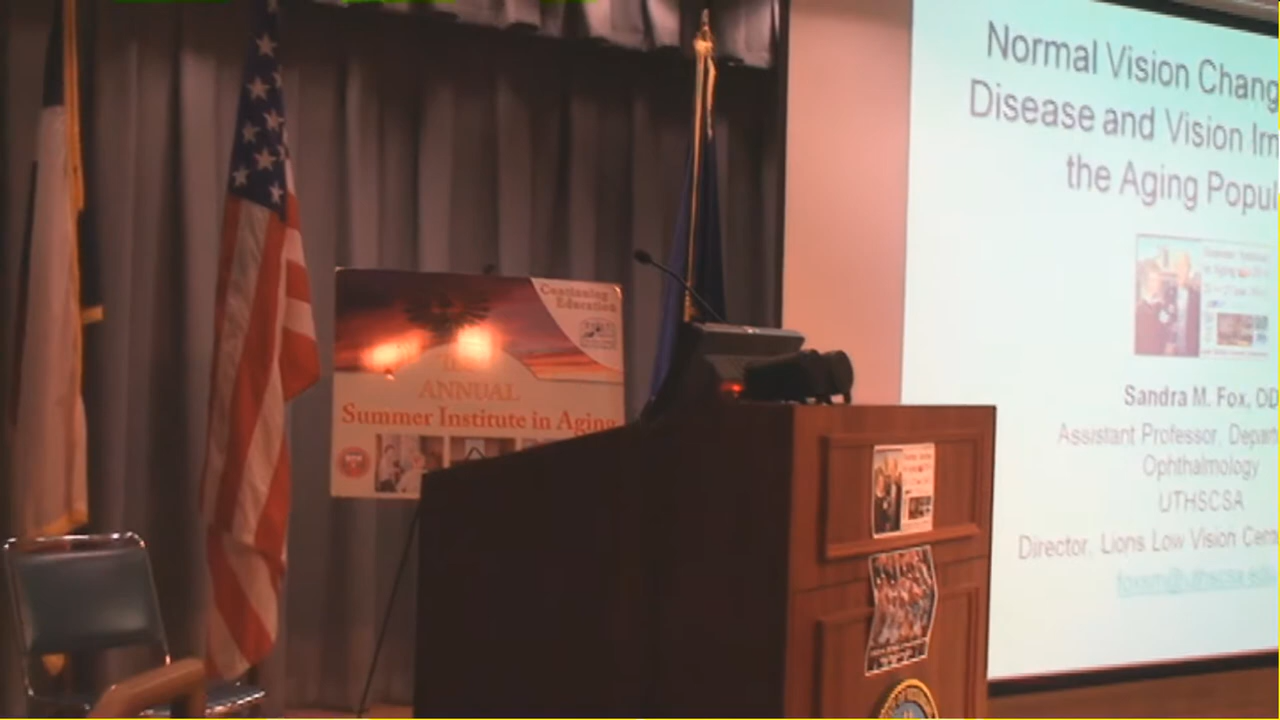 Continuing
Education
ANNUAL
Summer Institute in Aging
Normal Vision Chang
Disease and Vision
the Aging Popul
Sandra M. Fox, OD
Assistant Professor, Depart
Ophthalmology
UTHSCSA
Director, Lions Low Vision Cent